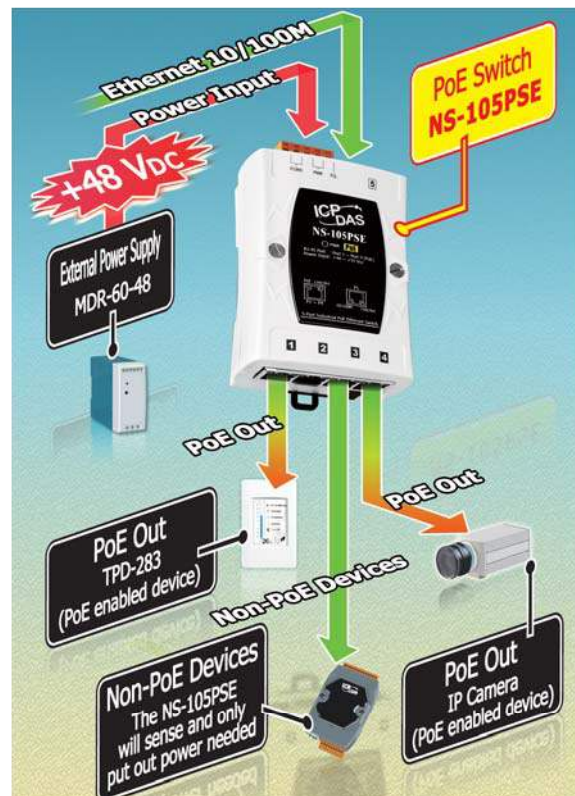 Ethernet 10/100M
Power Input
PoE Switch
NS-105PSE
+48 VDC
External Power Supply
MDR-60-48
5
ICP
DAS
NS-105PSE
PoE
1
2
3
4
PoE Out
PoE Out
PoE Out
TPD-283
(PoE enabled device)
Non-PoE Devices
Non-PoE Devices
The NS-105PSE
will sense and only
put out power needed
PoE Out
IP Camera
(PoE enabled device)